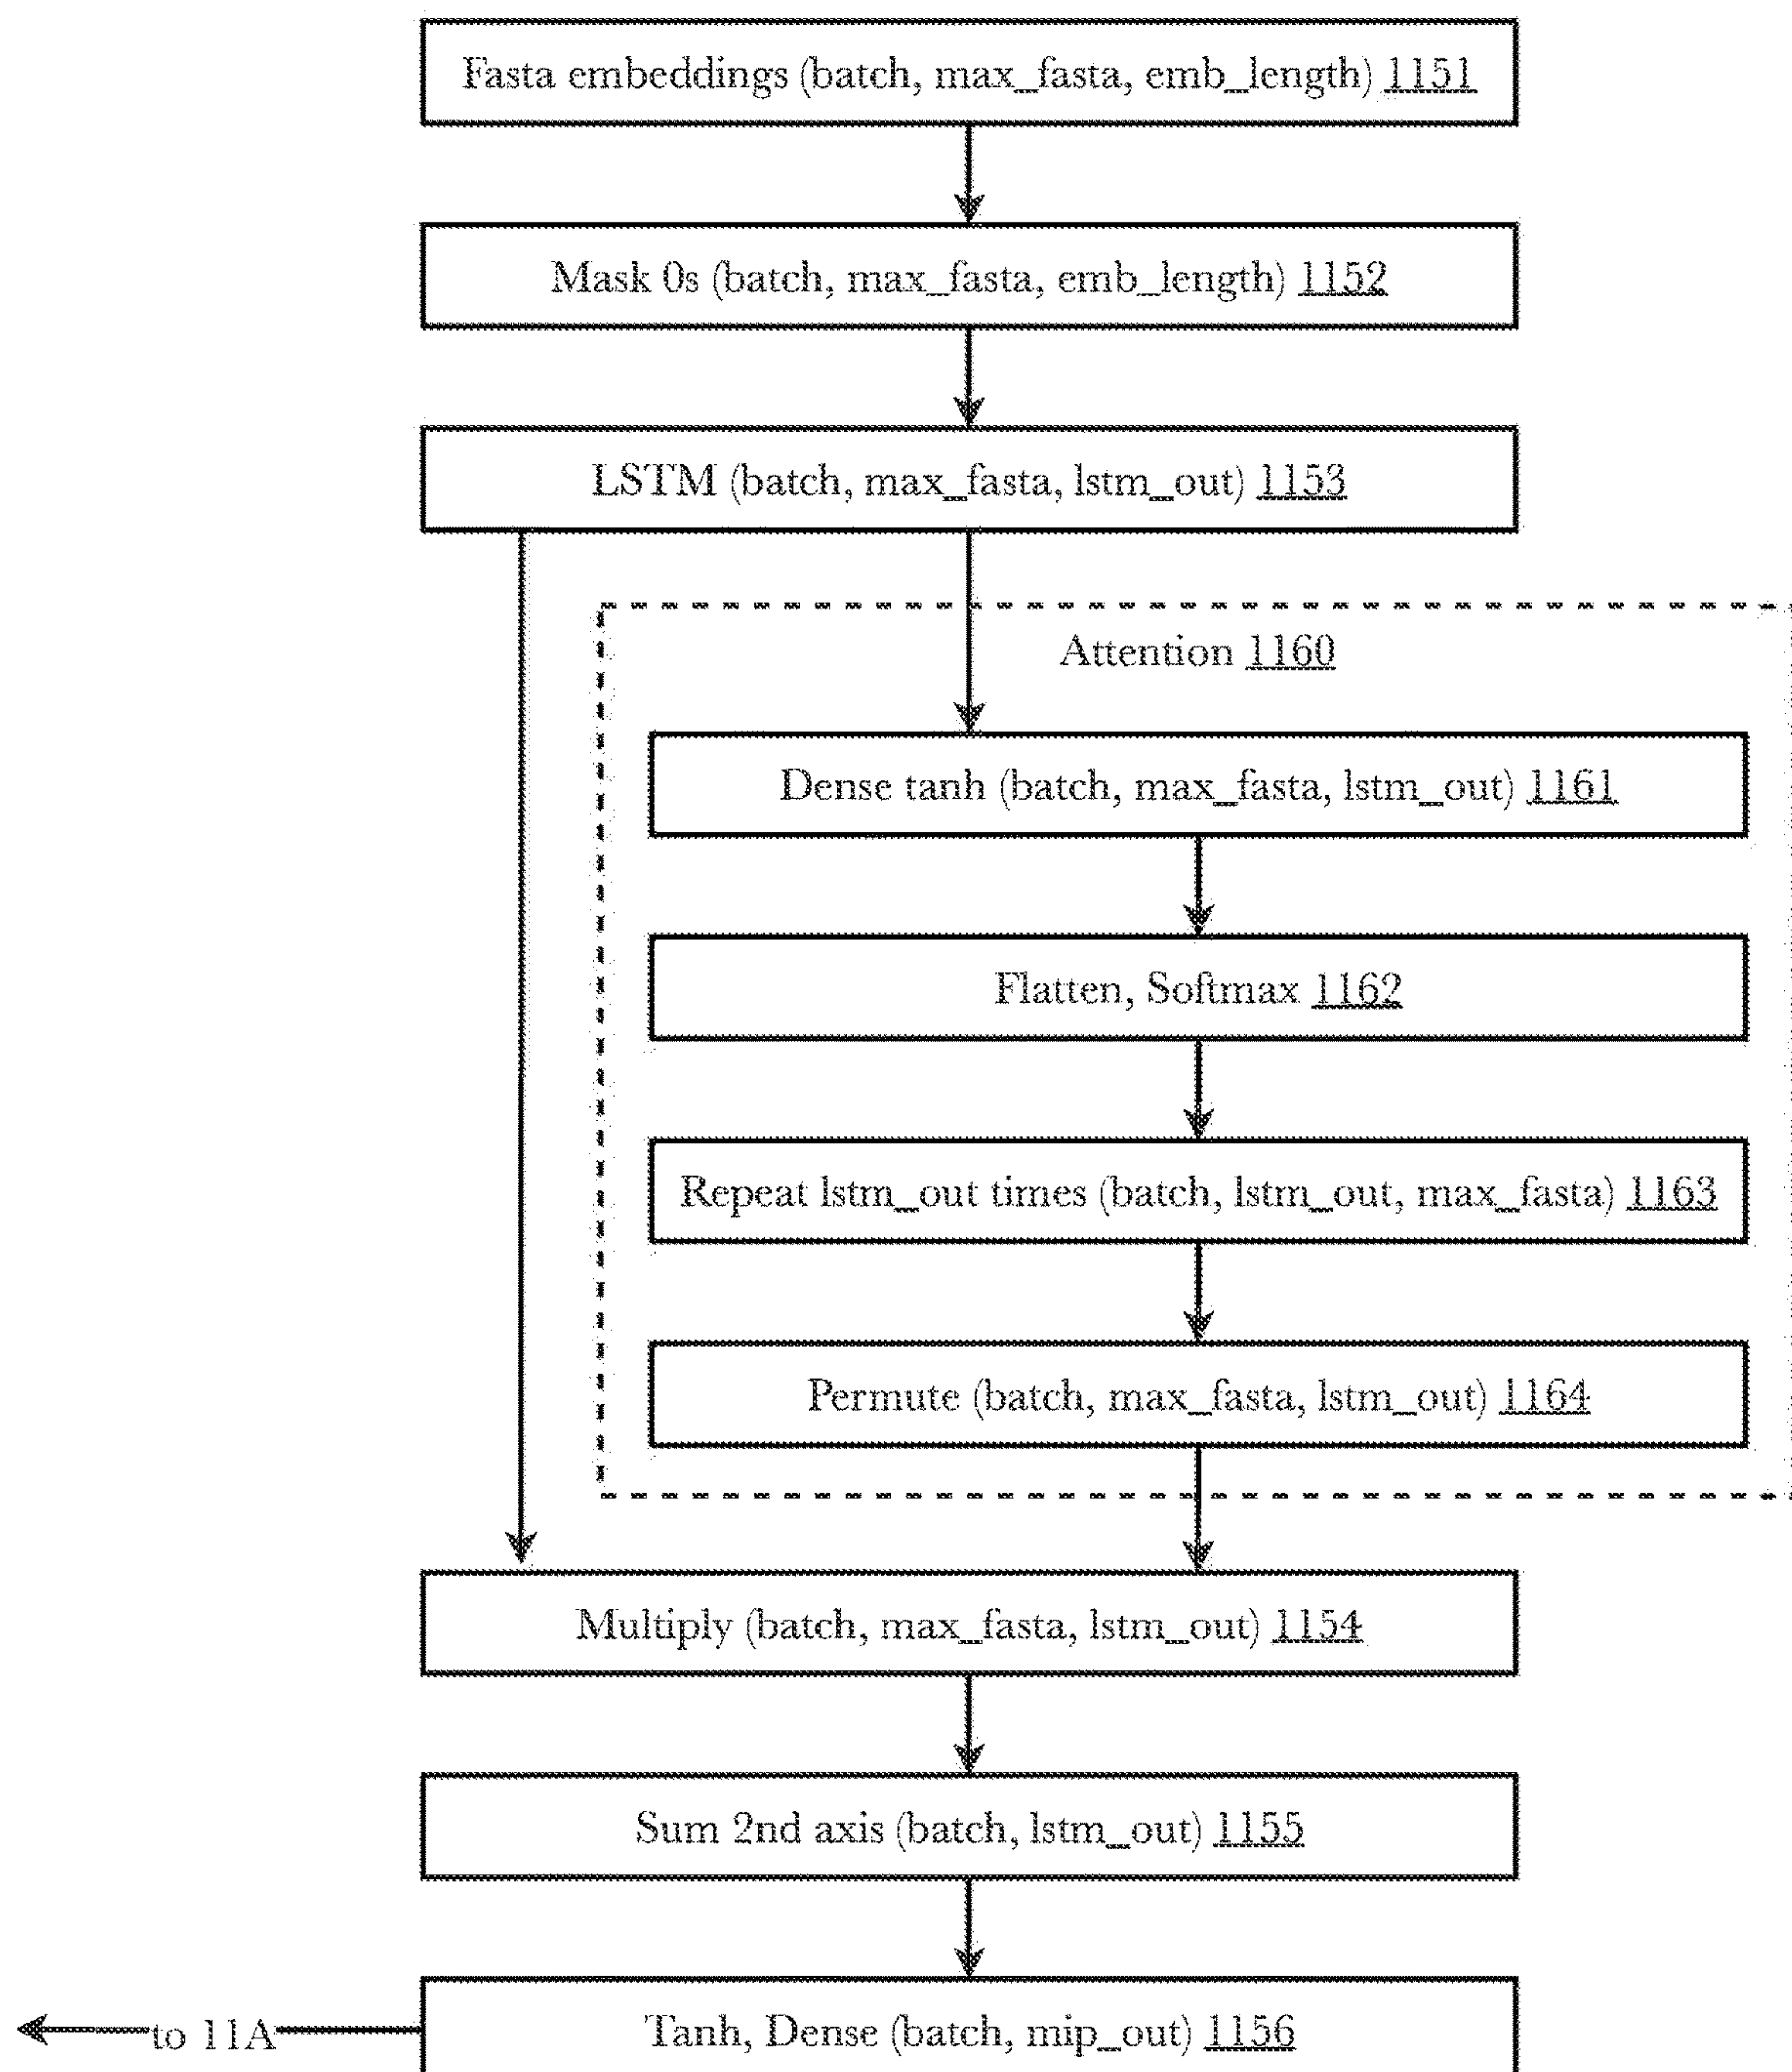 Fasta embeddings (batch, max_fasta, emb_length) 1151
Mask 0s (batch, max_fasta, emb_length) 1152
LSTM (batch, max_fasta, lstm_out) 1153
Attention 1160
Dense tanh (batch, max_fasta, lstm_out) 1161
Flatten, Softmax 1162
Repeat lstm_out times (batch, lstm_out, max_fasta) 1163
Permute (batch, max_fasta, lstm_out) 1164
Multiply (batch, max_fasta, lstm_out) 1154
Sum 2nd axis (batch, lstm_out) 1155
to 11A
Tanh, Dense (batch, mip_out) 1156